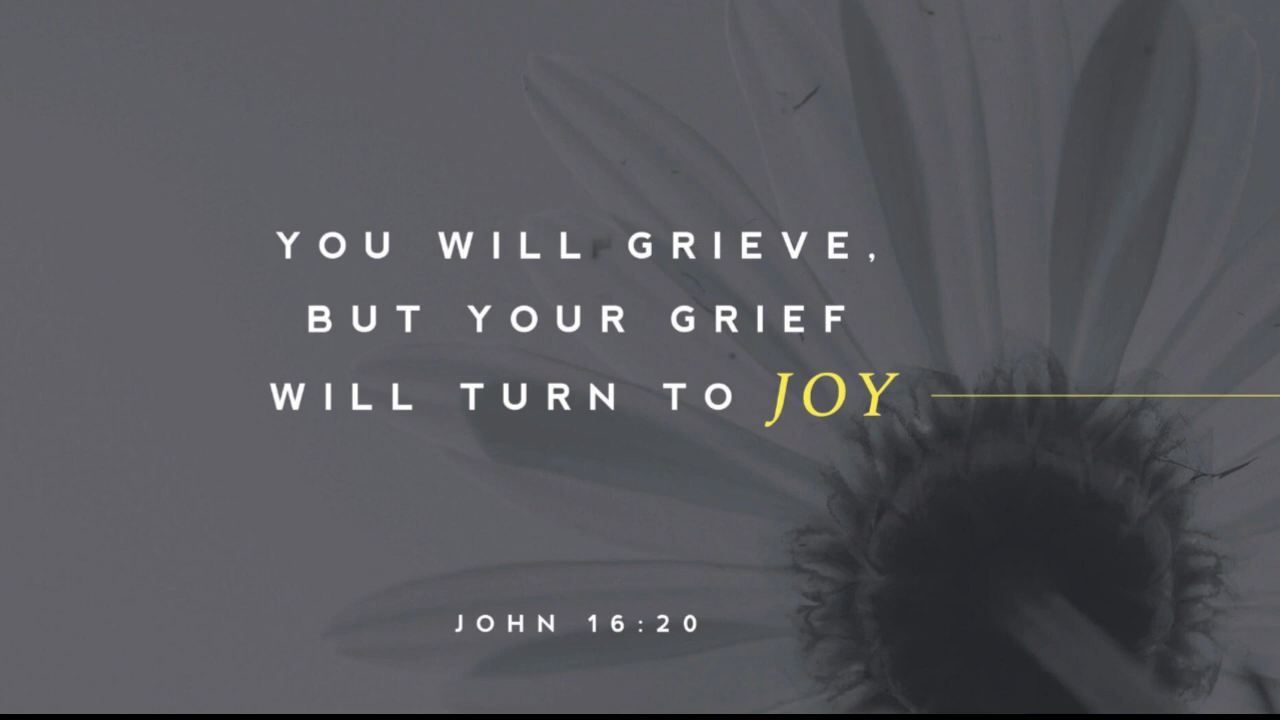 YOU WILL GRIEVE,
BUT YOUR GRIEF
WILL TURN TO JOY
JOHN 16:20